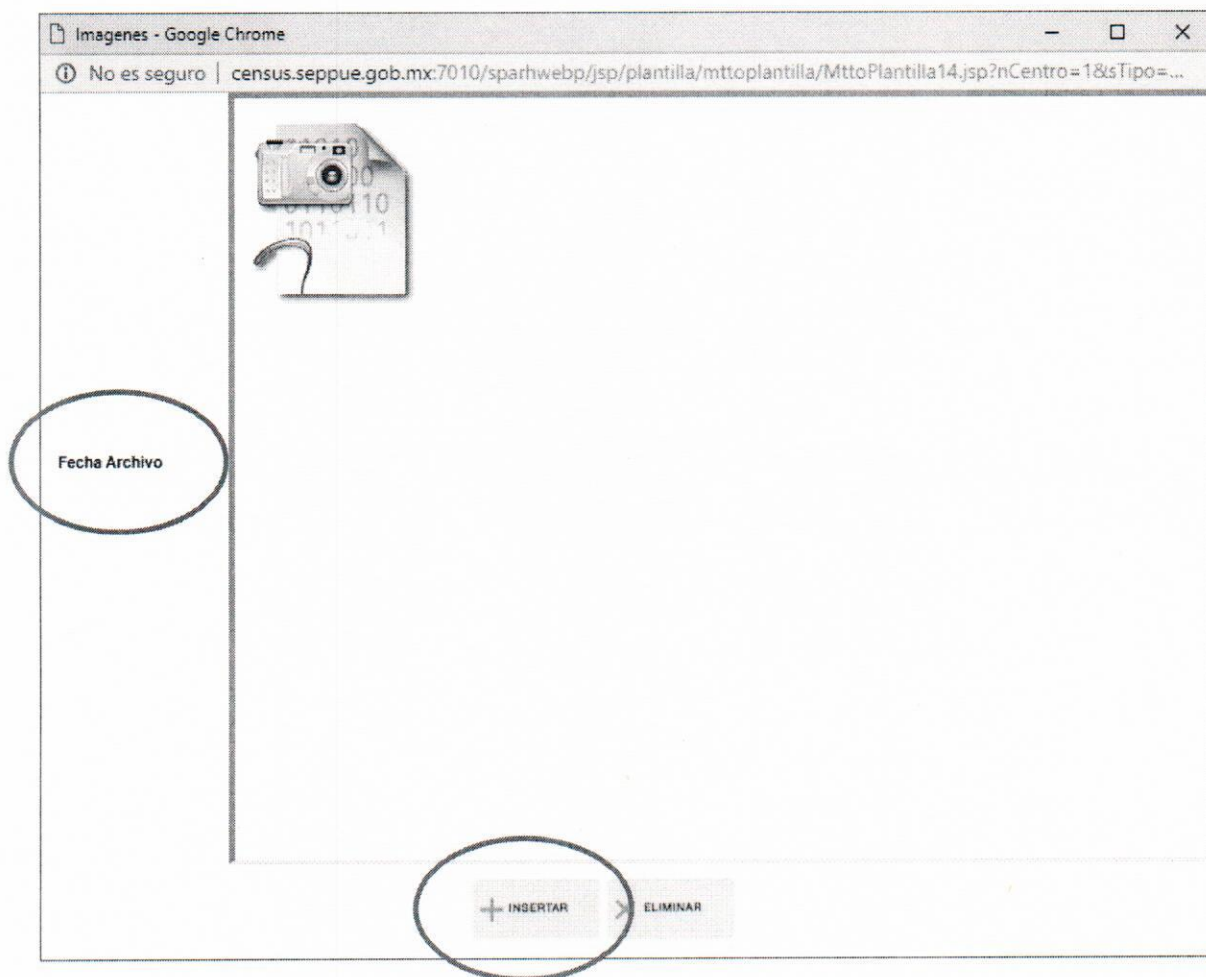 Imagenes - Google Chrome
No es seguro | census.seppue.gob.mx:7010/sparhwebp/jsp/plantilla/mttoplantilla/MttoPlantilla14.jsp?nCentro=1&sTipo=...
Fecha Archivo
INSERTAR
ELIMINAR